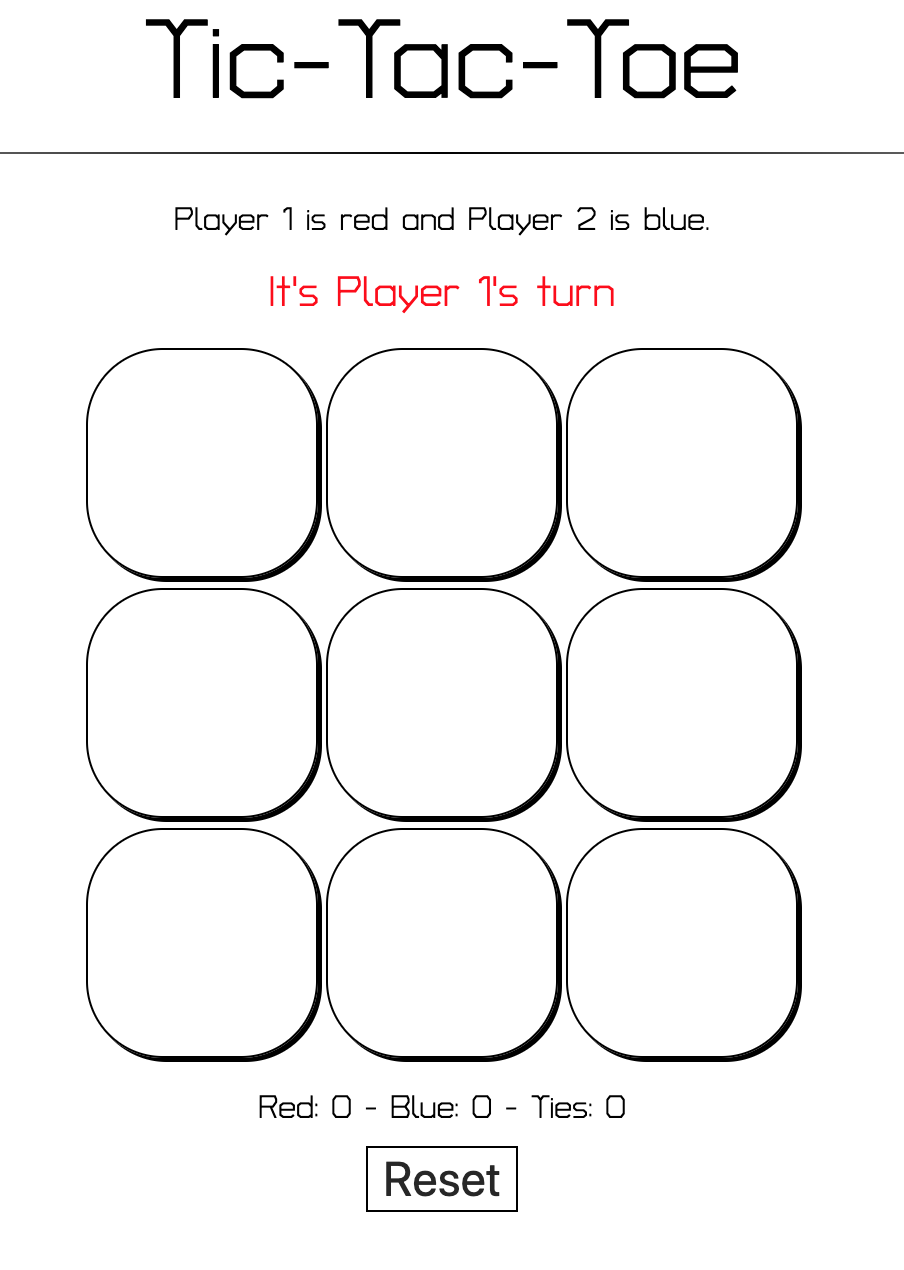 Tic-Tac-Toe
Player 1 is red and Player 2 is blue.
It's Player 1's turn
Red: 0 - Blue: 0 - Ties: 0
Reset